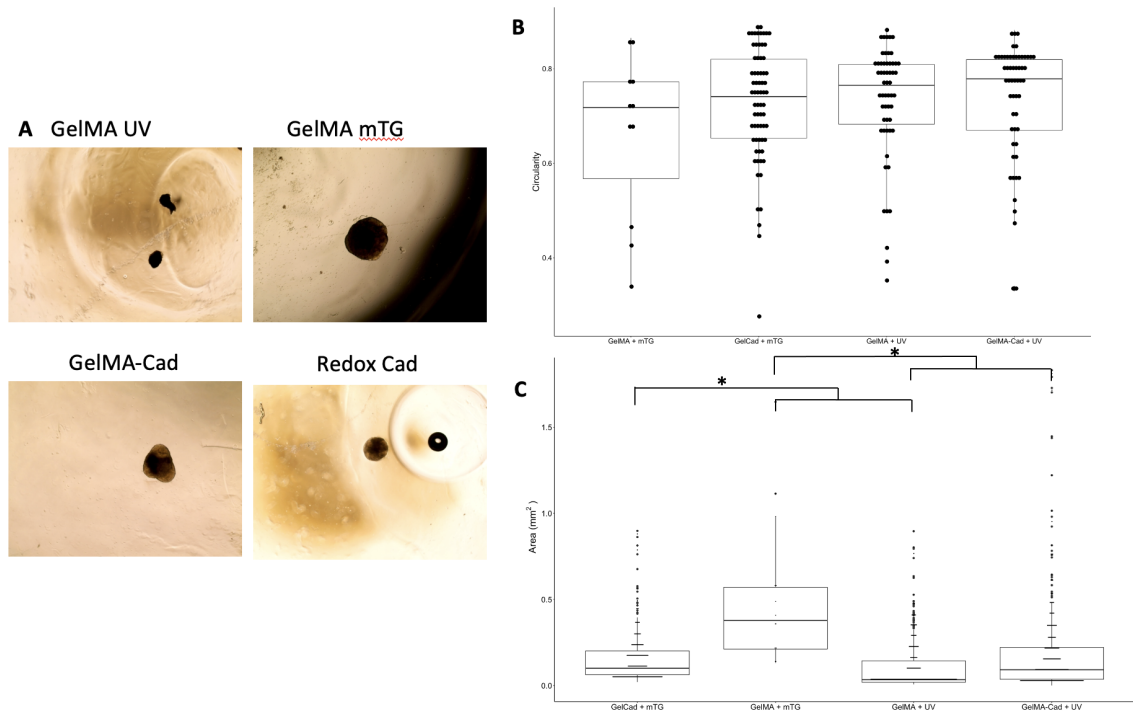 A GelMA UV
GelMA mTG
GelMA-Cad
Redox Cad
B
Circularity
0.8
0.6
0.4
GelMA + mTG
GelCad + mTG
GelMA + UV
GelMA-Cad + UV
C
*
*
Area (mm²)
1.5
1.0
0.5
0.0
GelCad + mTG
GelMA + mTG
GelMA + UV
GelMA-Cad + UV